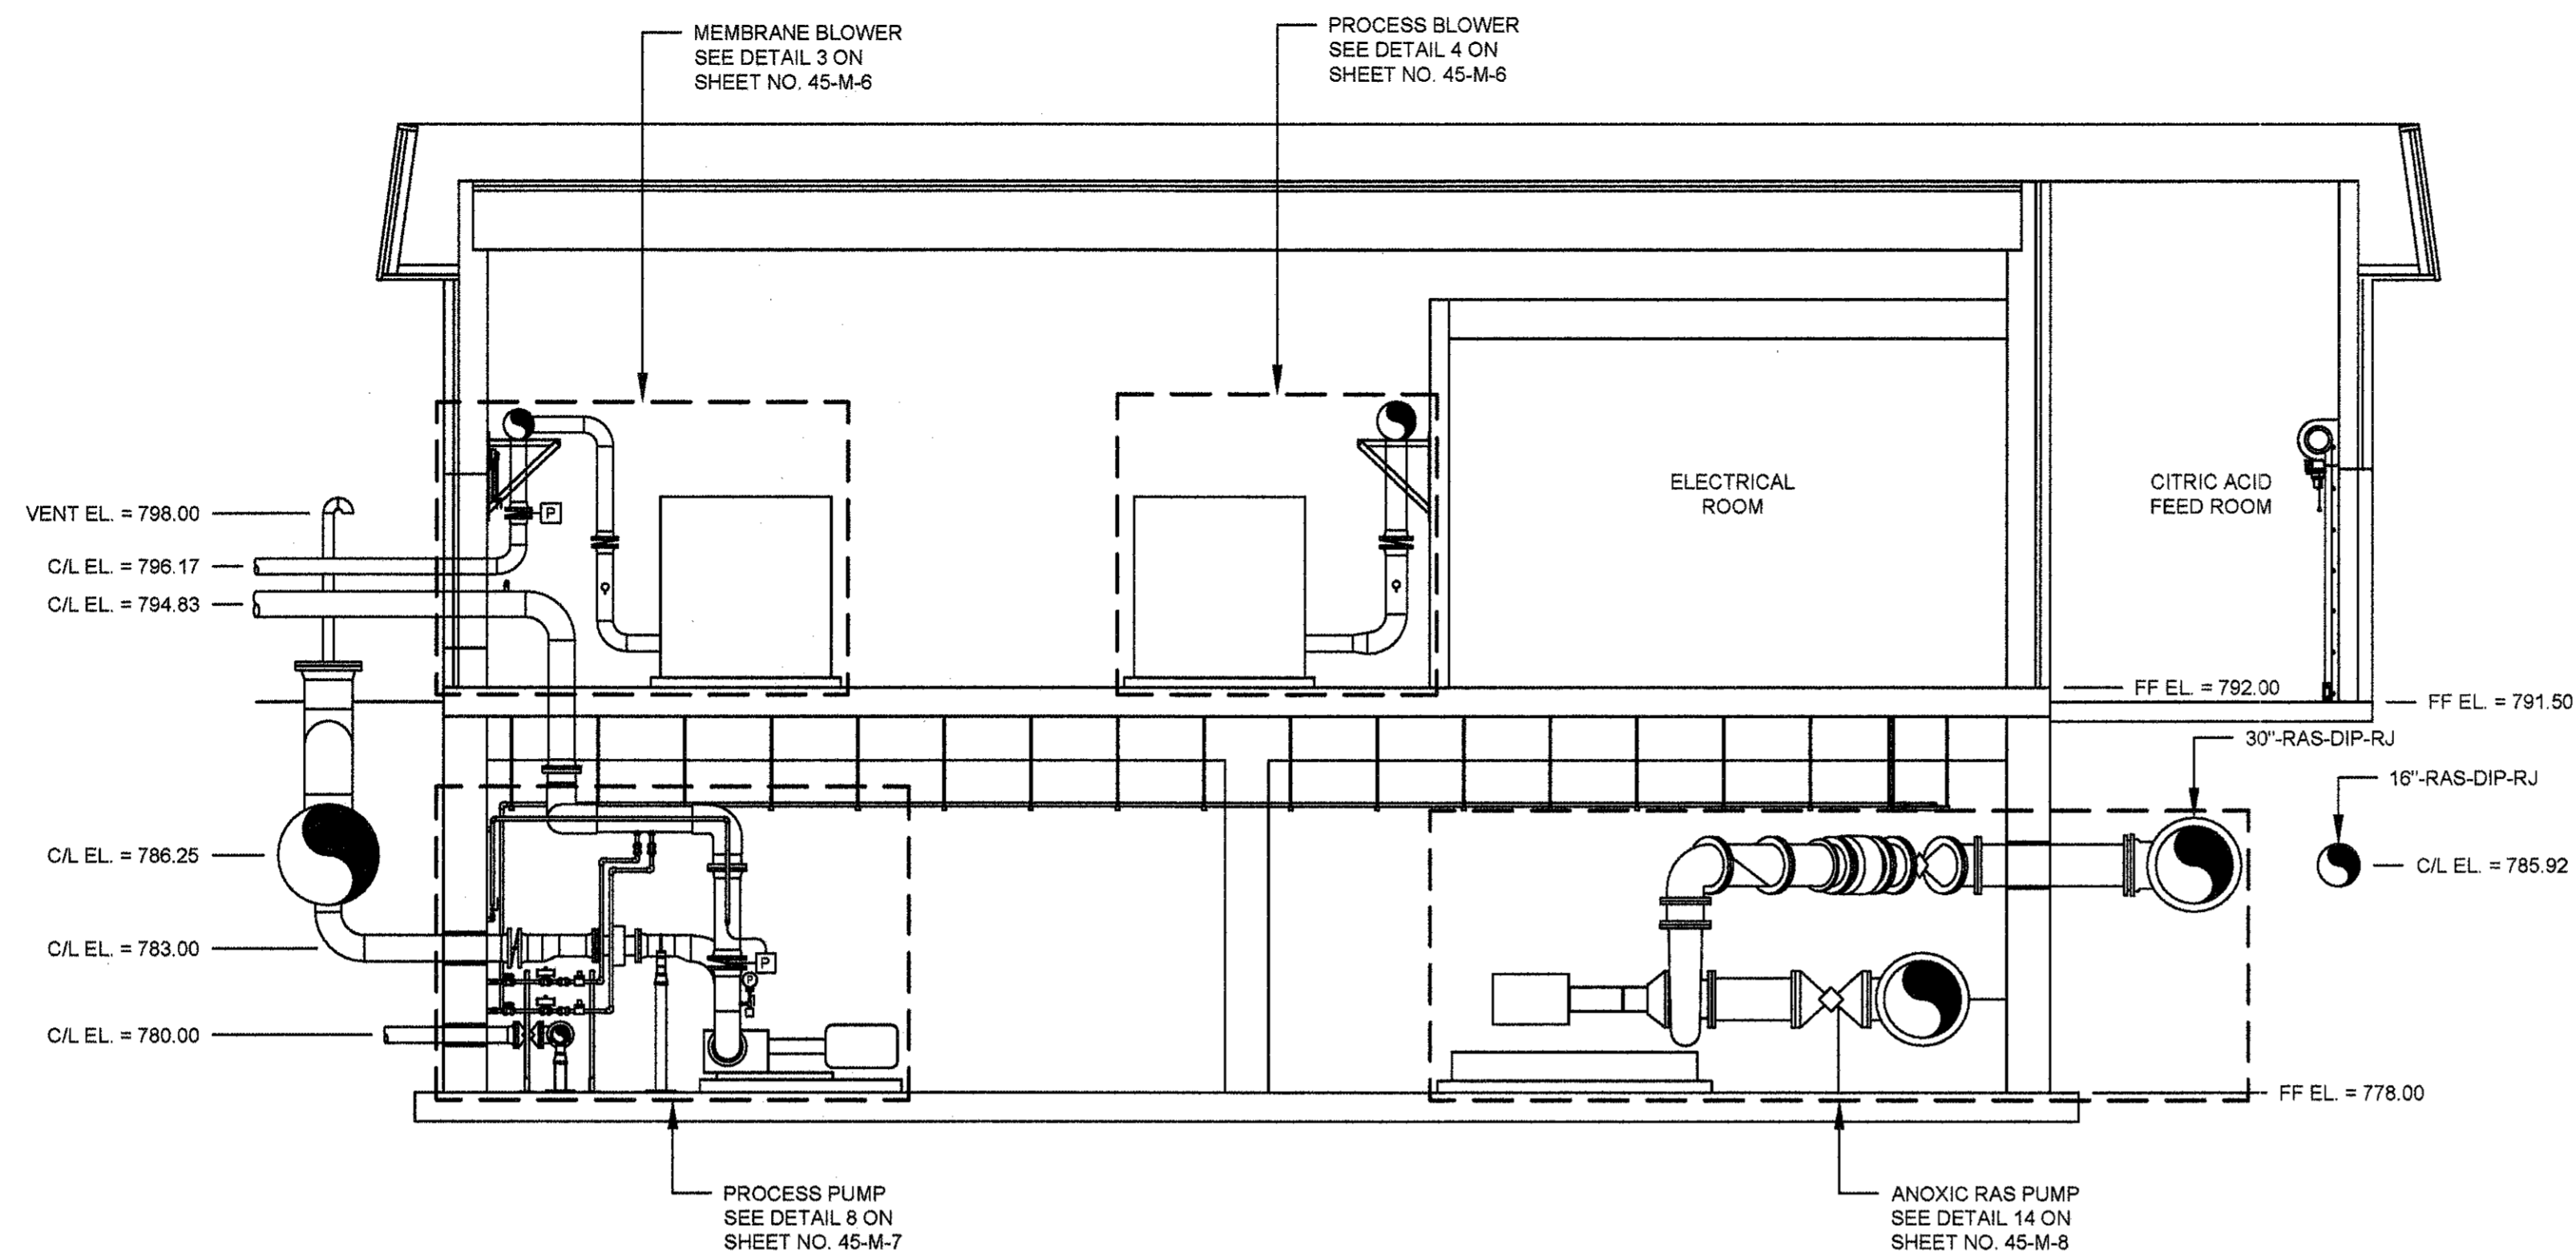 MEMBRANE BLOWER
SEE DETAIL 3 ON
SHEET NO. 45-M-6
PROCESS BLOWER
SEE DETAIL 4 ON
SHEET NO. 45-M-6
VENT EL. = 798.00
C/L EL. = 796.17
C/L EL. = 794.83
P
ELECTRICAL
ROOM
CITRIC ACID
FEED ROOM
FF EL. = 792.00
FF EL. = 791.50
30"-RAS-DIP-RJ
16"-RAS-DIP-RJ
C/L EL. = 786.25
C/L EL. = 785.92
C/L EL. = 783.00
P
P
C/L EL. = 780.00
FF EL. = 778.00
PROCESS PUMP
SEE DETAIL 8 ON
SHEET NO. 45-M-7
ANOXIC RAS PUMP
SEE DETAIL 14 ON
SHEET NO. 45-M-8